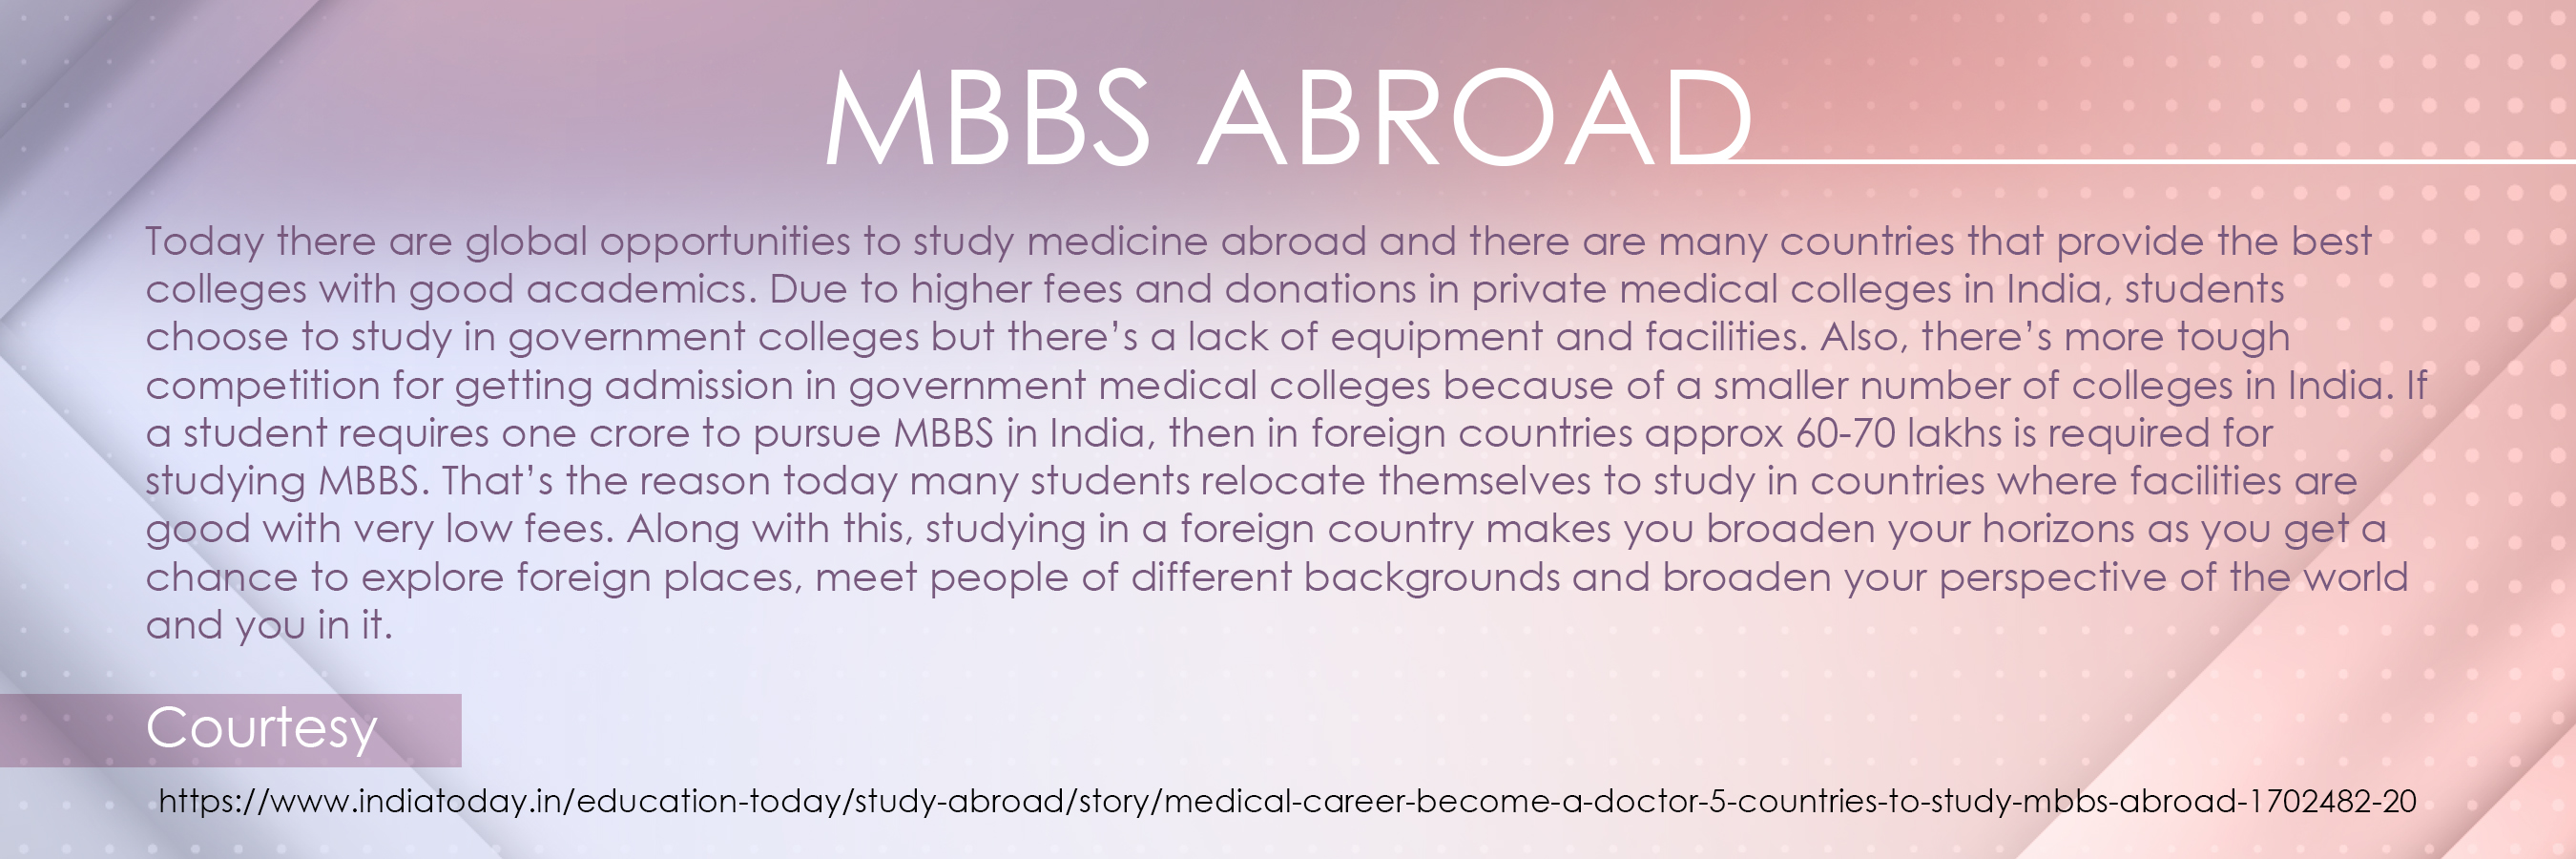 MBBS ABROAD
Today there are global opportunities to study medicine abroad and there are many countries that provide the best
colleges with good academics. Due to higher fees and donations in private medical colleges in India, students
choose to study in government colleges but there’s a lack of equipment and facilities. Also, there’s more tough
competition for getting admission in government medical colleges because of a smaller number of colleges in India. If
a student requires one crore to pursue MBBS in India, then in foreign countries approx 60-70 lakhs is required for
studying MBBS. That’s the reason today many students relocate themselves to study in countries where facilities are
good with very low fees. Along with this, studying in a foreign country makes you broaden your horizons as you get a
chance to explore foreign places, meet people of different backgrounds and broaden your perspective of the world
and you in it.
Courtesy
https://www.indiatoday.in/education-today/study-abroad/story/medical-career-become-a-doctor-5-countries-to-study-mbbs-abroad-1702482-20